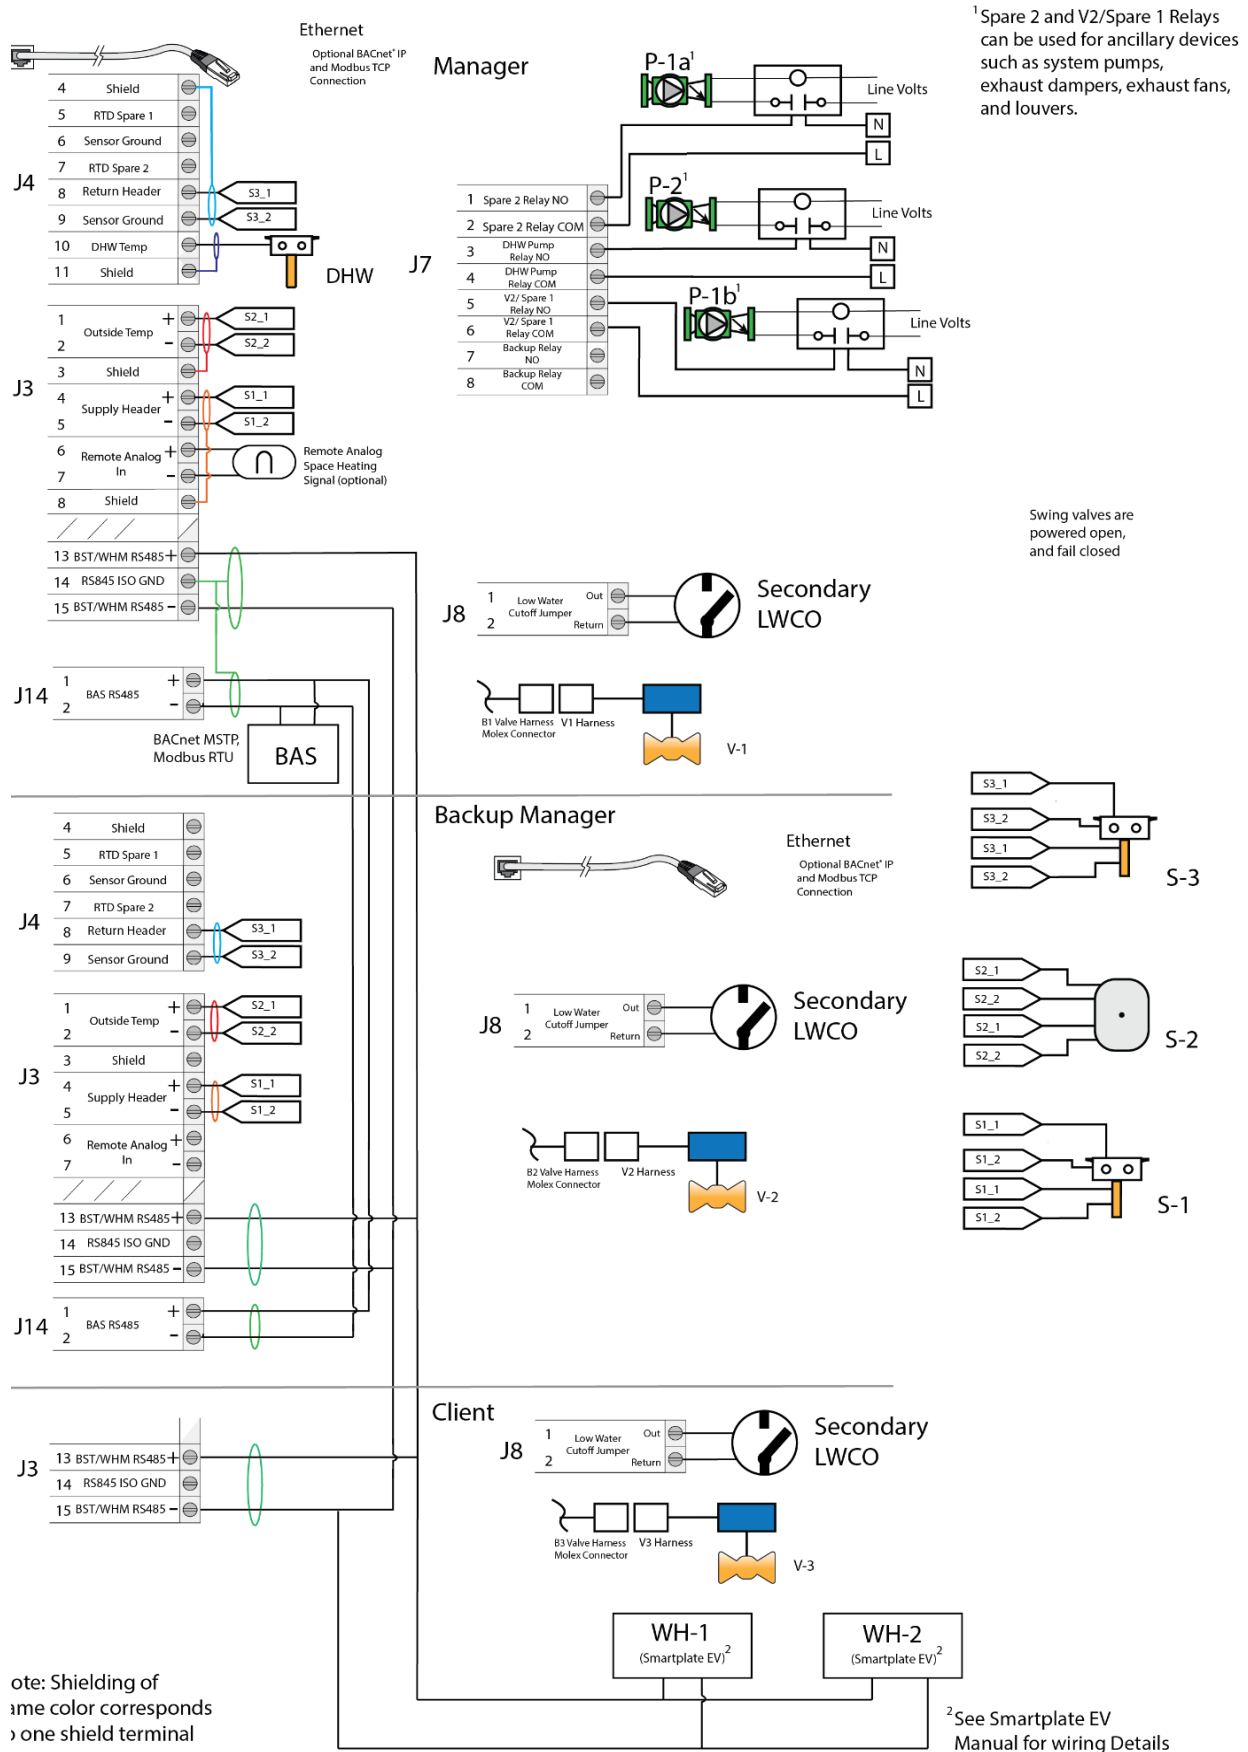 Ethernet
Optional BACnet* IP
and Modbus TCP
Connection
Manager
1 Spare 2 and V2/Spare 1 Relays
can be used for ancillary devices
such as system pumps,
exhaust dampers, exhaust fans,
and louvers.
J4
4 Shield
5 RTD Spare 1
6 Sensor Ground
7 RTD Spare 2
8 Return Header
9 Sensor Ground
10 DHW Temp
11 Shield
S3_1
S3_2
DHW
J3
1 Outside Temp +
2 -
3 Shield
4 Supply Header +
5 -
6 Remote Analog In +
7 -
8 Shield
S2_1
S2_2
S1_1
S1_2
Remote Analog
Space Heating
Signal (optional)
13 BST/WHM RS485 +
14 RS845 ISO GND
15 BST/WHM RS485 -
J14
1 BAS RS485 +
2 -
BACnet MSTP,
Modbus RTU
BAS
J7
1 Spare 2 Relay NO
2 Spare 2 Relay COM
3 DHW Pump Relay NO
4 DHW Pump Relay COM
5 V2/ Spare 1 Relay NO
6 V2/ Spare 1 Relay COM
7 Backup Relay NO
8 Backup Relay COM
P-1a1
Line Volts
N
L
P-21
Line Volts
N
L
P-1b1
Line Volts
N
L
Swing valves are
powered open,
and fail closed
J8
1 Low Water Cutoff Jumper Out
2 Return
Secondary
LWCO
B1 Valve Harness
Molex Connector
V1 Harness
V-1
Backup Manager
Ethernet
Optional BACnet* IP
and Modbus TCP
Connection
J4
4 Shield
5 RTD Spare 1
6 Sensor Ground
7 RTD Spare 2
8 Return Header
9 Sensor Ground
S3_1
S3_2
J3
1 Outside Temp +
2 -
3 Shield
4 Supply Header +
5 -
6 Remote Analog In +
7 -
S2_1
S2_2
S1_1
S1_2
13 BST/WHM RS485 +
14 RS845 ISO GND
15 BST/WHM RS485 -
J14
1 BAS RS485 +
2 -
J8
1 Low Water Cutoff Jumper Out
2 Return
Secondary
LWCO
B2 Valve Harness
Molex Connector
V2 Harness
V-2
S3_1
S3_2
S3_1
S3_2
S-3
S2_1
S2_2
S2_1
S2_2
S-2
S1_1
S1_2
S1_1
S1_2
S-1
Client
J3
13 BST/WHM RS485 +
14 RS845 ISO GND
15 BST/WHM RS485 -
J8
1 Low Water Cutoff Jumper Out
2 Return
Secondary
LWCO
B3 Valve Harness
Molex Connector
V3 Harness
V-3
WH-1
(Smartplate EV)2
WH-2
(Smartplate EV)2
ote: Shielding of
ame color corresponds
o one shield terminal
2 See Smartplate EV
Manual for wiring Details